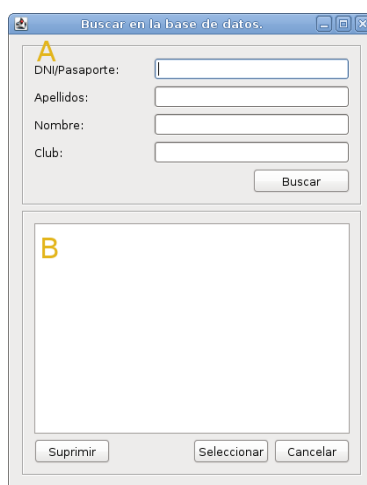 Buscar en la base de datos.
A
DNI/Pasaporte:
Apellidos:
Nombre:
Club:
Buscar
B
Suprimir Seleccionar Cancelar